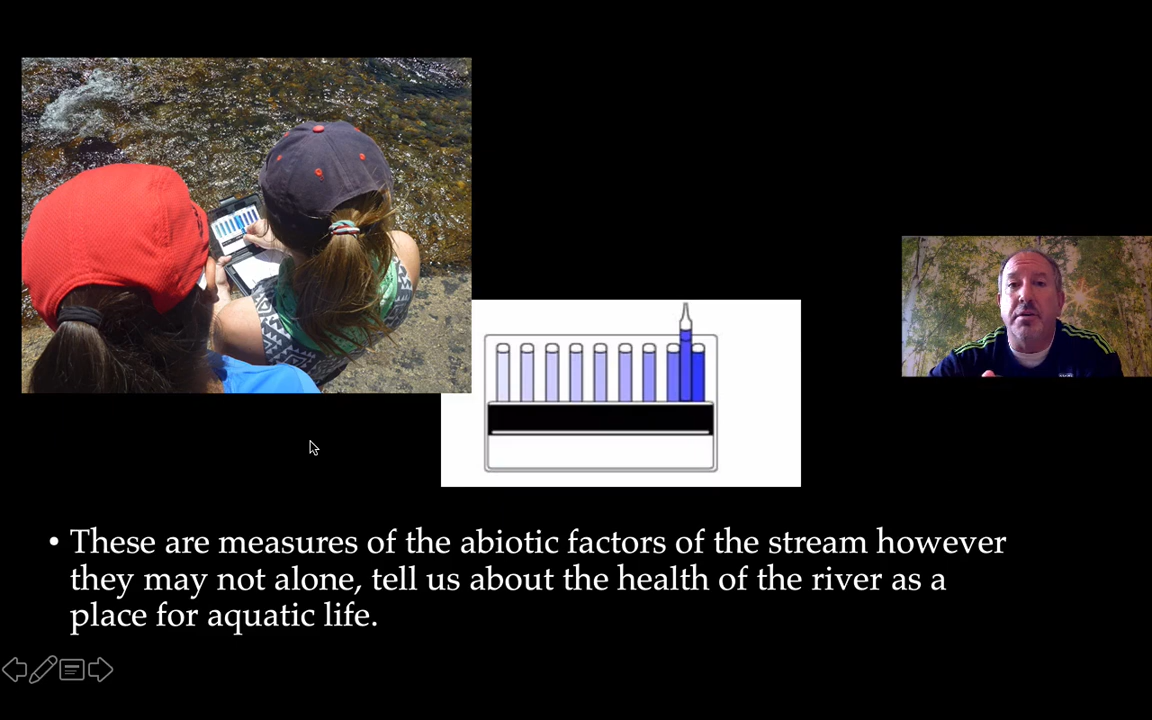 • These are measures of the abiotic factors of the stream however
they may not alone, tell us about the health of the river as a
place for aquatic life.